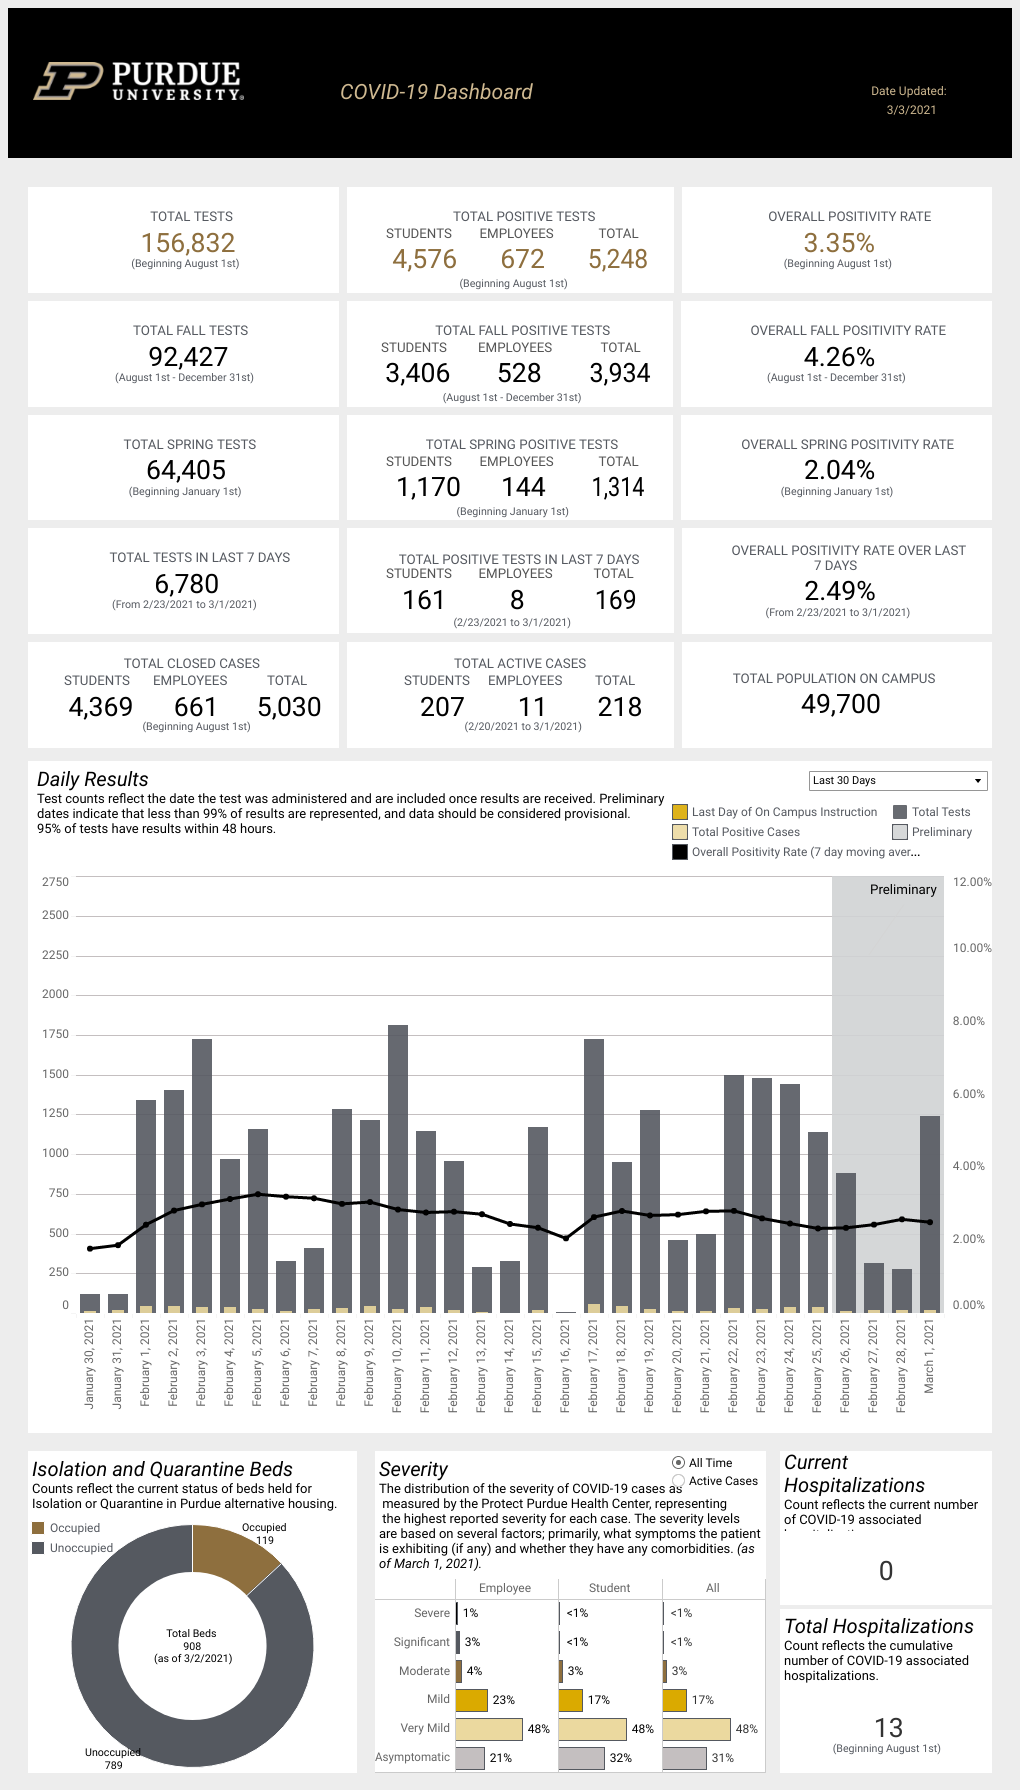 PURDUE
UNIVERSITY®
COVID-19 Dashboard
Date Updated:
3/3/2021
TOTAL TESTS
156,832
(Beginning August 1st)
TOTAL POSITIVE TESTS
STUDENTS EMPLOYEES TOTAL
4,576 672 5,248
(Beginning August 1st)
OVERALL POSITIVITY RATE
3.35%
(Beginning August 1st)
TOTAL FALL TESTS
92,427
(August 1st - December 31st)
TOTAL FALL POSITIVE TESTS
STUDENTS EMPLOYEES TOTAL
3,406 528 3,934
(August 1st - December 31st)
OVERALL FALL POSITIVITY RATE
4.26%
(August 1st - December 31st)
TOTAL SPRING TESTS
64,405
(Beginning January 1st)
TOTAL SPRING POSITIVE TESTS
STUDENTS EMPLOYEES TOTAL
1,170 144 1,314
(Beginning January 1st)
OVERALL SPRING POSITIVITY RATE
2.04%
(Beginning January 1st)
TOTAL TESTS IN LAST 7 DAYS
6,780
(From 2/23/2021 to 3/1/2021)
TOTAL POSITIVE TESTS IN LAST 7 DAYS
STUDENTS EMPLOYEES TOTAL
161 8 169
(2/23/2021 to 3/1/2021)
OVERALL POSITIVITY RATE OVER LAST
7 DAYS
2.49%
(From 2/23/2021 to 3/1/2021)
TOTAL CLOSED CASES
STUDENTS EMPLOYEES TOTAL
4,369 661 5,030
(Beginning August 1st)
TOTAL ACTIVE CASES
STUDENTS EMPLOYEES TOTAL
207 11 218
(2/20/2021 to 3/1/2021)
TOTAL POPULATION ON CAMPUS
49,700
Daily Results
Test counts reflect the date the test was administered and are included once results are received. Preliminary
dates indicate that less than 99% of results are represented, and data should be considered provisional.
95% of tests have results within 48 hours.
Last 30 Days
Last Day of On Campus Instruction
Total Tests
Total Positive Cases
Preliminary
Overall Positivity Rate (7 day moving aver...
Preliminary
2750
2500
2250
2000
1750
1500
1250
1000
750
500
250
0
12.00%
10.00%
8.00%
6.00%
4.00%
2.00%
0.00%
January 30, 2021
January 31, 2021
February 1, 2021
February 2, 2021
February 3, 2021
February 4, 2021
February 5, 2021
February 6, 2021
February 7, 2021
February 8, 2021
February 9, 2021
February 10, 2021
February 11, 2021
February 12, 2021
February 13, 2021
February 14, 2021
February 15, 2021
February 16, 2021
February 17, 2021
February 18, 2021
February 19, 2021
February 20, 2021
February 21, 2021
February 22, 2021
February 23, 2021
February 24, 2021
February 25, 2021
February 26, 2021
February 27, 2021
February 28, 2021
March 1, 2021
Isolation and Quarantine Beds
Counts reflect the current status of beds held for
Isolation or Quarantine in Purdue alternative housing.
Occupied
Unoccupied
Occupied
119
Total Beds
908
(as of 3/2/2021)
Unoccupied
789
Severity
All Time
Active Cases
The distribution of the severity of COVID-19 cases as
measured by the Protect Purdue Health Center, representing
the highest reported severity for each case. The severity levels
are based on several factors; primarily, what symptoms the patient
is exhibiting (if any) and whether they have any comorbidities. (as
of March 1, 2021).
Employee Student All
Severe 1% <1% <1%
Significant 3% <1% <1%
Moderate 4% 3% 3%
Mild 23% 17% 17%
Very Mild 48% 48% 48%
Asymptomatic 21% 32% 31%
Current
Hospitalizations
Count reflects the current number
of COVID-19 associated
0
Total Hospitalizations
Count reflects the cumulative
number of COVID-19 associated
hospitalizations.
13
(Beginning August 1st)